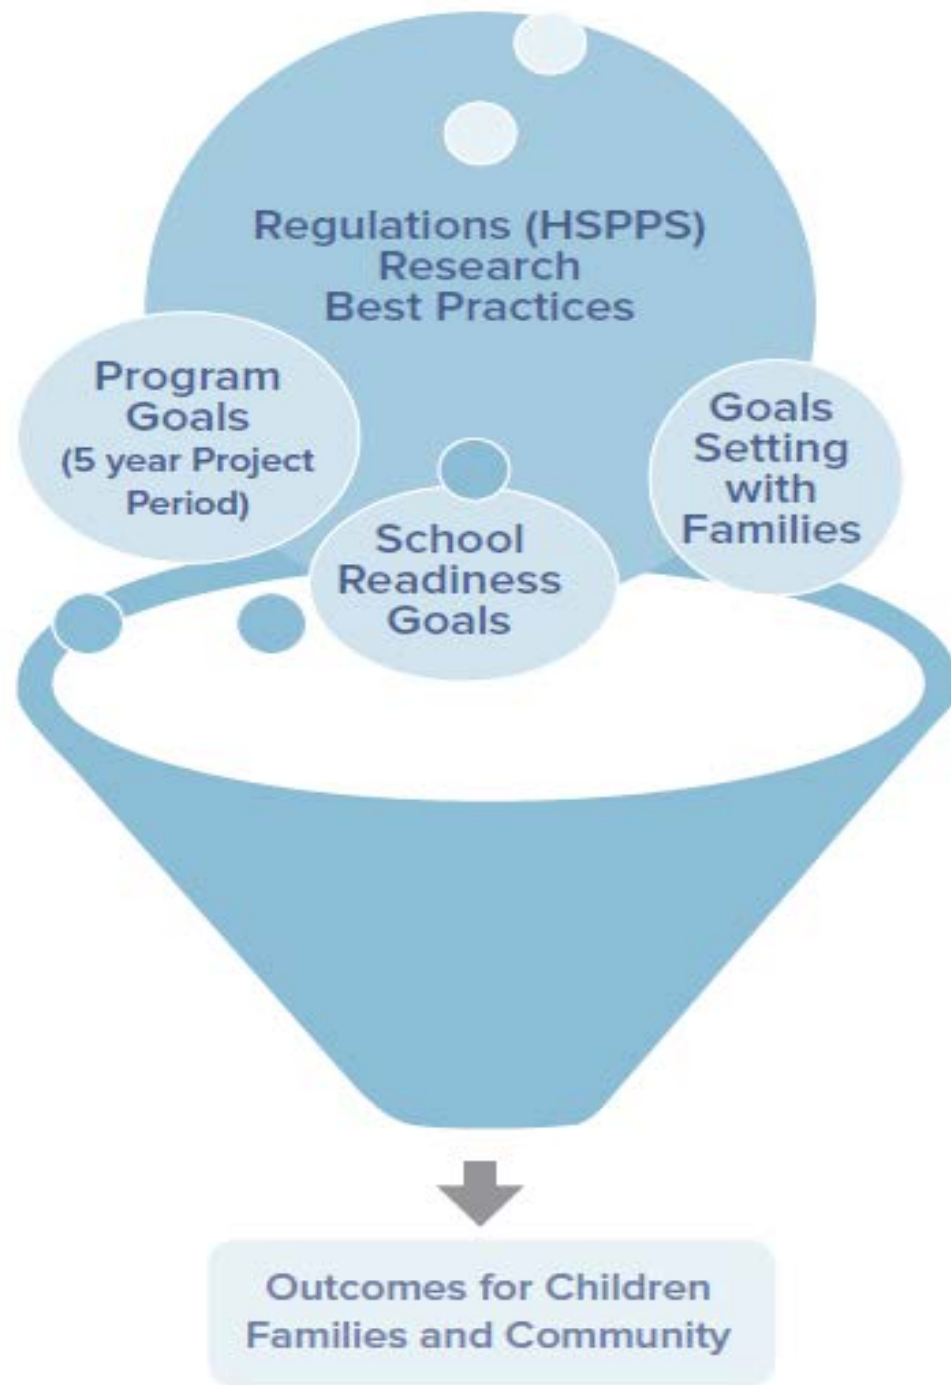 Regulations (HSPPS)
Research
Best Practices
Program
Goals
(5 year Project
Period)
Goals
Setting
with
Families
School
Readiness
Goals
Outcomes for Children
Families and Community